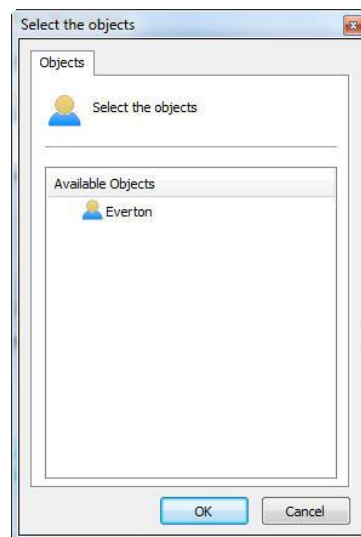 Select the objects
Objects
Select the objects
Available Objects
Everton
OK Cancel